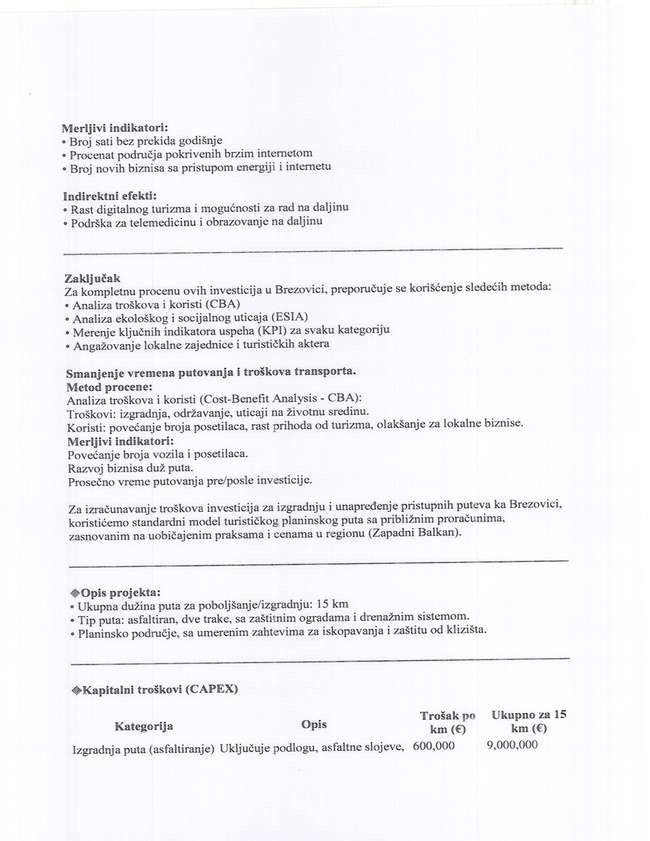 Merljivi indikatori:
• Broj sati bez prekida godišnje
• Procenat područja pokrivenih brzim internetom
• Broj novih biznisa sa pristupom energiji i internetu
Indirektni efekti:
• Rast digitalnog turizma i mogućnosti za rad na daljinu
• Podrška za telemedicinu i obrazovanje na daljinu
Zaključak
Za kompletnu procenu ovih investicija u Brezovici, preporučuje se korišćenje sledećih metoda:
• Analiza troškova i koristi (CBA)
• Analiza ekološkog i socijalnog uticaja (ESIA)
• Merenje ključnih indikatora uspeha (KPI) za svaku kategoriju
• Angažovanje lokalne zajednice i turističkih aktera
Smanjenje vremena putovanja i troškova transporta.
Metod procene:
Analiza troškova i koristi (Cost-Benefit Analysis - CBA):
Troškovi: izgradnja, održavanje, uticaji na životnu sredinu.
Koristi: povećanje broja posetilaca, rast prihoda od turizma, olakšanje za lokalne biznise.
Merljivi indikatori:
Povećanje broja vozila i posetilaca.
Razvoj biznisa duž puta.
Prosečno vreme putovanja pre/posle investicije.
Za izračunavanje troškova investicija za izgradnju i unapređenje pristupnih puteva ka Brezovici,
koristićemo standardni model turističkog planinskog puta sa približnim proračunima,
zasnovanim na uobičajenim praksama i cenama u regionu (Zapadni Balkan).
◈Opis projekta:
• Ukupna dužina puta za poboljšanje/izgradnju: 15 km
• Tip puta: asfaltiran, dve trake, sa zaštitnim ogradama i drenažnim sistemom.
• Planinsko područje, sa umerenim zahtevima za iskopavanja i zaštitu od klizišta.
◈Kapitalni troškovi (CAPEX)
Kategorija Opis Trošak po km (€) Ukupno za 15 km (€)
Izgradnja puta (asfaltiranje) Uključuje podlogu, asfaltne slojeve, 600,000 9,000,000